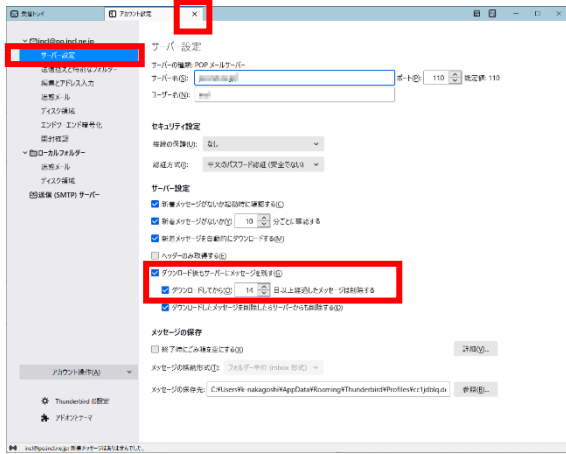 受信トレイ
アカウント設定
サーバー設定
送信控えと特別なフォルダー
編集とアドレス入力
迷惑メール
ディスク領域
エンドツーエンド暗号化
開封確認
ローカルフォルダー
迷惑メール
ディスク領域
送信 (SMTP) サーバー
アカウント操作(A)
Thunderbird の設定
アドオンとテーマ
サーバー設定
サーバーの種類: POP メールサーバー
サーバー名(S):
ポート(P): 110 既定値: 110
ユーザー名(N):
セキュリティ設定
接続の保護(U): なし
認証方式(I): 平文のパスワード認証 (安全でない)
サーバー設定
新着メッセージがないか起動時に確認する(C)
新着メッセージがないか(Y) 10 分ごとに確認する
新着メッセージを自動的にダウンロードする(M)
ヘッダーのみ取得する(F)
ダウンロード後もサーバーにメッセージを残す(G)
ダウンロードしてから(O) 14 日以上経過したメッセージは削除する
ダウンロードしたメッセージを削除したらサーバーからも削除する(D)
メッセージの保存
終了時にごみ箱を空にする(X)
詳細(V)...
メッセージの格納形式(T): フォルダー単位 (mbox 形式)
メッセージの保存先: C:¥Users¥k-nakagoshi¥AppData¥Roaming¥Thunderbird¥Profiles¥cc1jdblq.d
参照(B)...
新着メッセージはありませんでした。